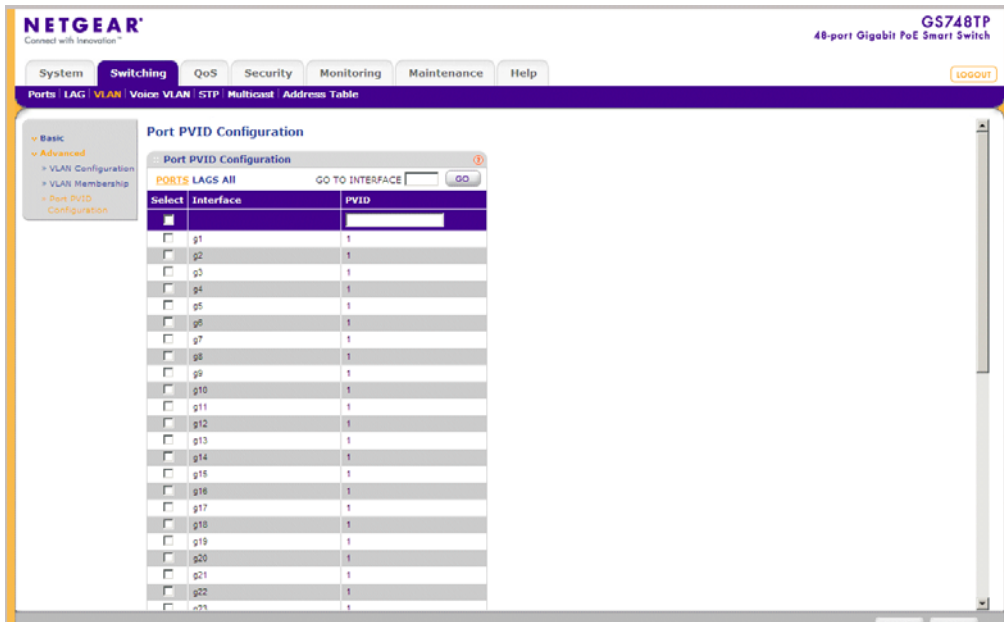 NETGEAR®
Connect with Innovation™
GS748TP
48-port Gigabit PoE Smart Switch
System Switching QoS Security Monitoring Maintenance Help
LOGOUT
Ports LAG VLAN Voice VLAN STP Multicast Address Table
Basic
Advanced
VLAN Configuration
VLAN Membership
Port PVID
Configuration
Port PVID Configuration
Port PVID Configuration
PORTS LAGS All GO TO INTERFACE GO
Select Interface PVID
g1 1
g2 1
g3 1
g4 1
g5 1
g6 1
g7 1
g8 1
g9 1
g10 1
g11 1
g12 1
g13 1
g14 1
g15 1
g16 1
g17 1
g18 1
g19 1
g20 1
g21 1
g22 1
g23 1